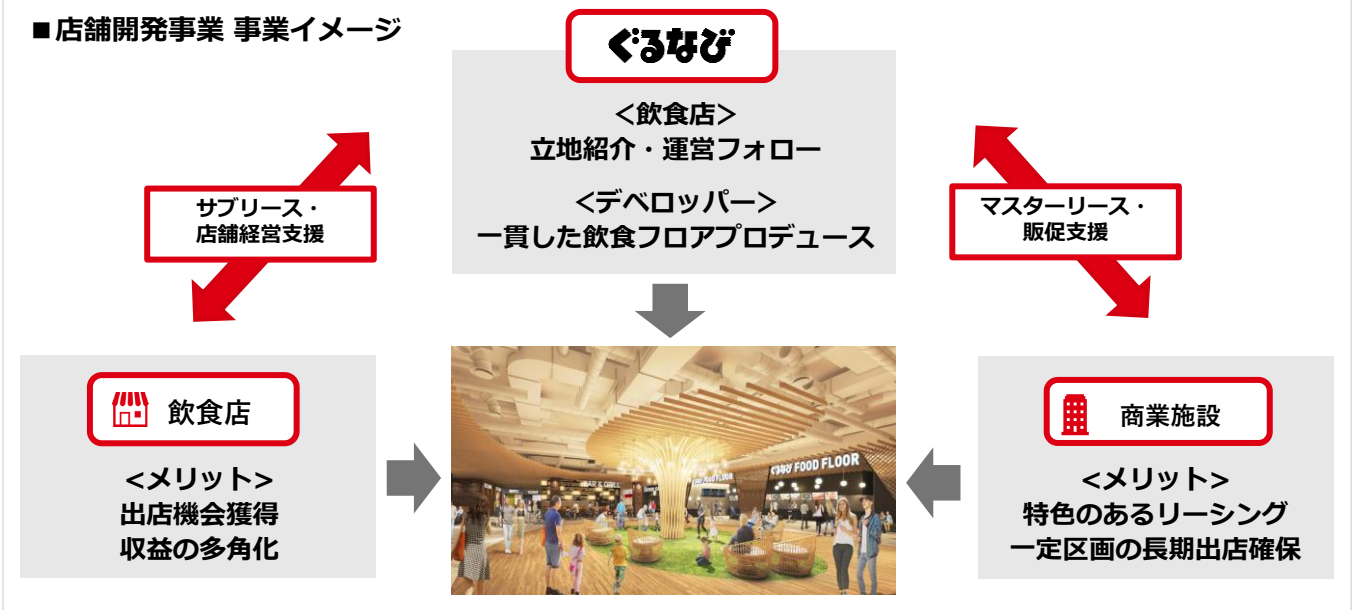 ■店舗開発事業 事業イメージ
ぐるなび
<飲食店>
立地紹介・運営フォロー
<デベロッパー>
一貫した飲食フロアプロデュース
サブリース・
店舗経営支援
マスターリース・
販促支援
飲食店
<メリット>
出店機会獲得
収益の多角化
BAR & GRILL
ぐるなび FOOD FLOOR
商業施設
<メリット>
特色のあるリーシング
一定区画の長期出店確保